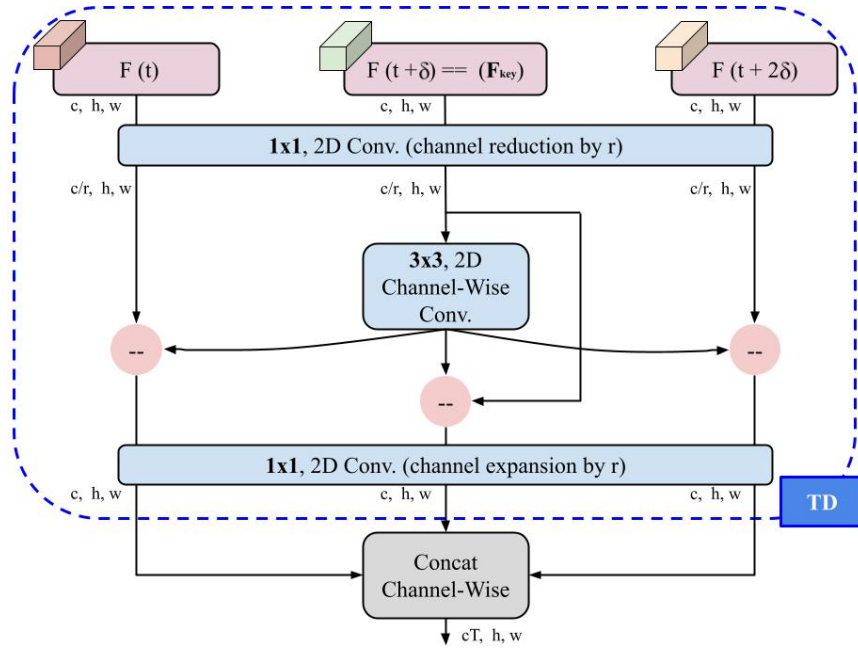 F (t)
F (t +δ) == (Fkey)
F (t + 2δ)
c, h, w
c, h, w
c, h, w
1x1, 2D Conv. (channel reduction by r)
c/r, h, w
c/r, h, w
c/r, h, w
3x3, 2D
Channel-Wise
Conv.
--
--
--
1x1, 2D Conv. (channel expansion by r)
c, h, w
c, h, w
c, h, w
TD
Concat
Channel-Wise
cT, h, w